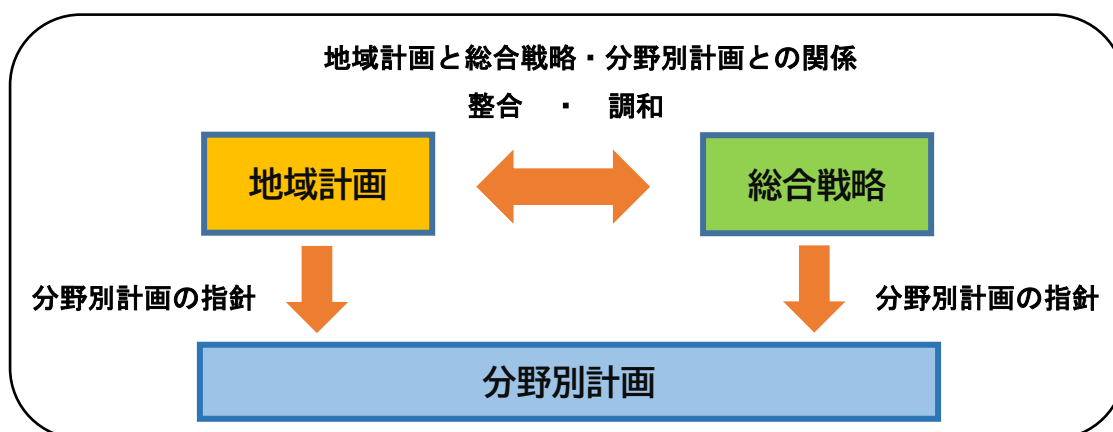 地域計画と総合戦略・分野別計画との関係
整合　・　調和
地域計画
総合戦略
分野別計画の指針
分野別計画の指針
分野別計画